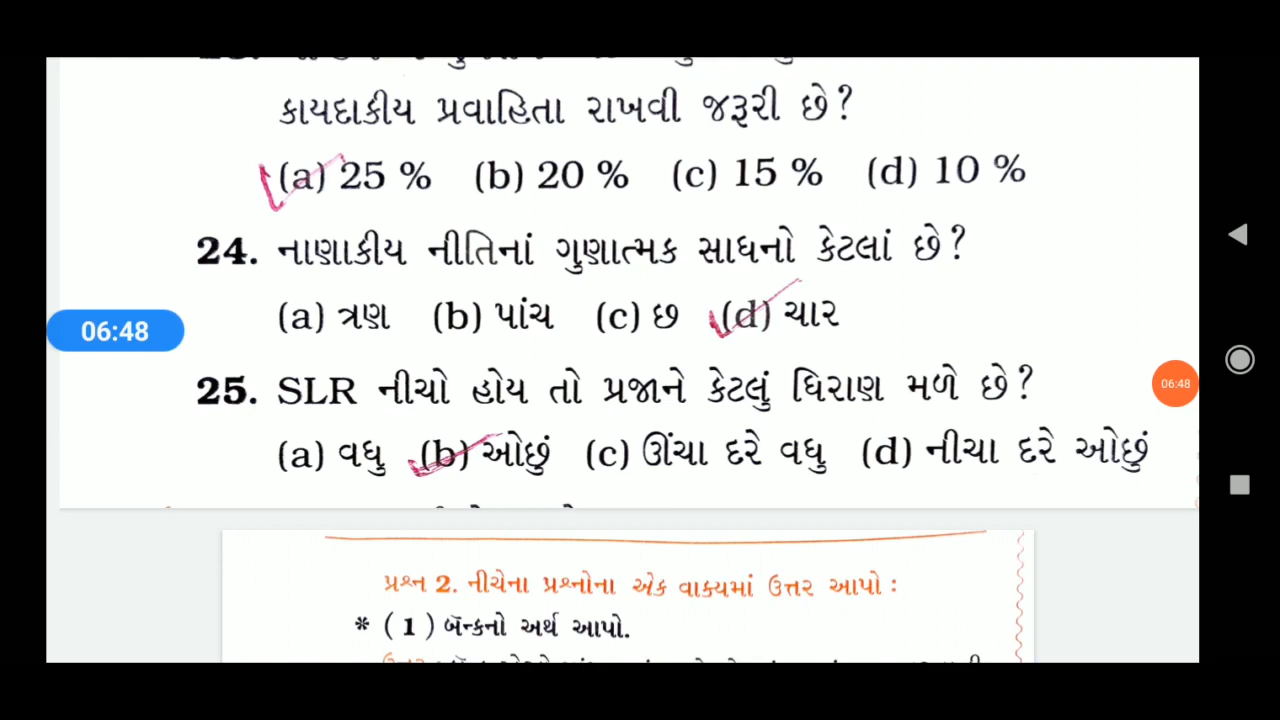 કાયદાકીય પ્રવાહિતા રાખવી જરૂરી છે?
(a) 25 % (b) 20 % (c) 15 % (d) 10 %
24. નાણાકીય નીતિનાં ગુણાત્મક સાધનો કેટલાં છે?
(a) ત્રણ (b) પાંચ (c) છ (d) ચાર
06:48
06:48
25. SLR નીચો હોય તો પ્રજાને કેટલું ધિરાણ મળે છે?
(a) વધુ (b) ઓછું (c) ઊંચા દરે વધુ (d) નીચા દરે ઓછું
પ્રશ્ન 2. નીચેના પ્રશ્નોના એક વાક્યમાં ઉત્તર આપો :
* ( 1 ) બૅન્કનો અર્થ આપો.